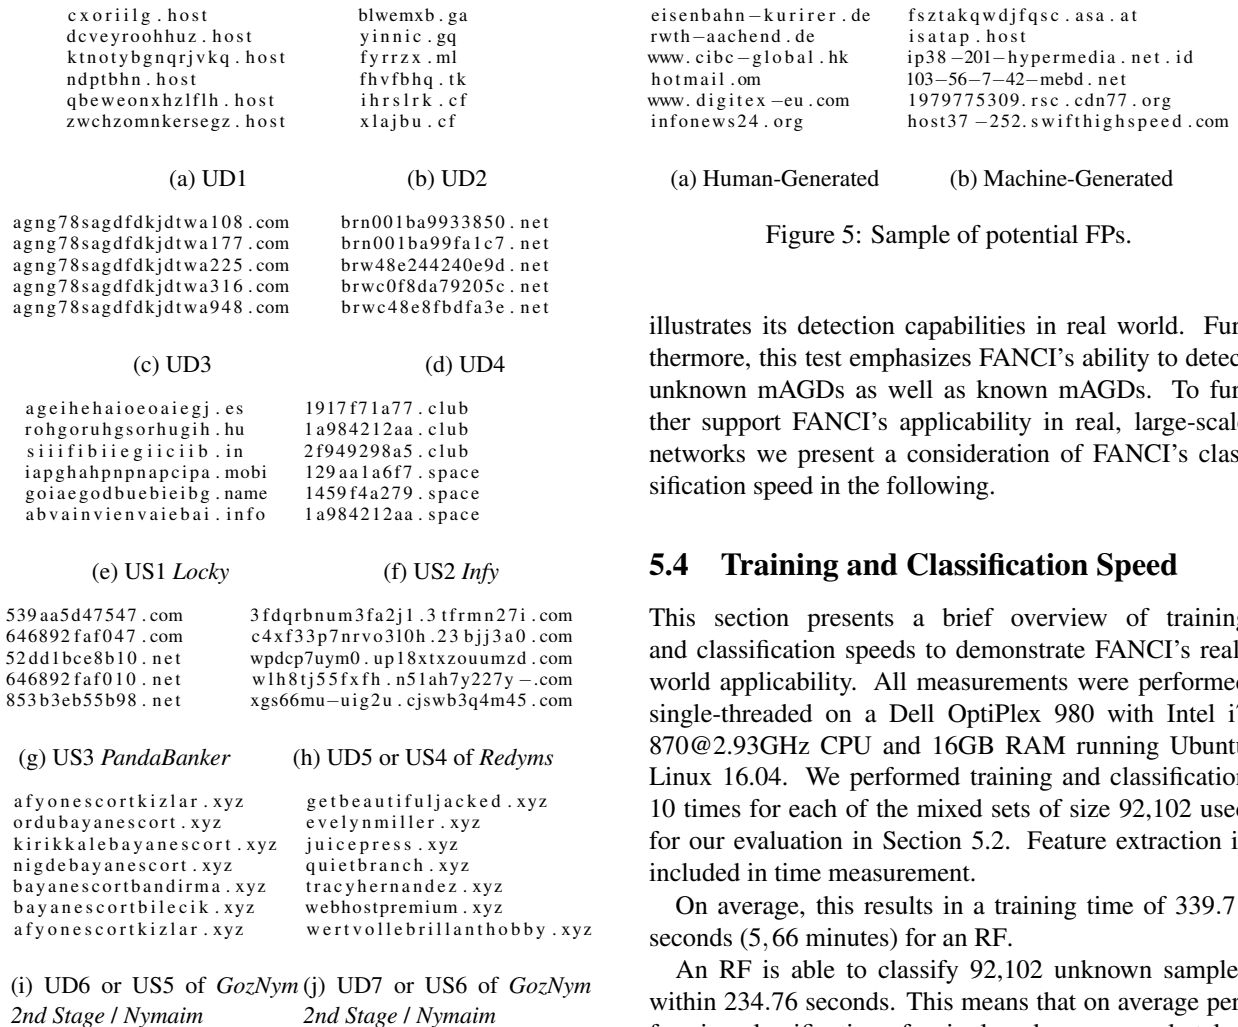 cxoriilg.host
dcveyroohhuz.host
ktnotybgnqrjvkq.host
ndptbhn.host
qbeweonxhzlflh.host
zwchzomnkersegz.host
(a) UD1
blwemxb.ga
yinnic.gq
fyrrzx.ml
fhvfbhq.tk
ihrslrk.cf
xlajbu.cf
(b) UD2
agng78sagdfdkjdtwa108.com
agng78sagdfdkjdtwa177.com
agng78sagdfdkjdtwa225.com
agng78sagdfdkjdtwa316.com
agng78sagdfdkjdtwa948.com
(c) UD3
brn001ba9933850.net
brn001ba99fa1c7.net
brw48e244240e9d.net
brwc0f8da79205c.net
brwc48e8fbdfa3e.net
(d) UD4
ageihehaioeoaiegj.es
rohgoruhgsorhugih.hu
siiifibiiegiiciib.in
iapghahpnpnapcipa.mobi
goiaegodbuebieibg.name
abvainvienvaiebai.info
(e) US1 Locky
1917f71a77.club
1a984212aa.club
2f949298a5.club
129aa1a6f7.space
1459f4a279.space
1a984212aa.space
(f) US2 Infy
539aa5d47547.com
646892faf047.com
52dd1bce8b10.net
646892faf010.net
853b3eb55b98.net
(g) US3 PandaBanker
3fdqrbnum3fa2j1.3tfrmn27i.com
c4xf33p7nrvo3l0h.23bjj3a0.com
wpdcp7uym0.up18xtxzouumzd.com
wlh8tj55fxfh.n51ah7y227y-.com
xgs66mu-uig2u.cjswb3q4m45.com
(h) UD5 or US4 of Redyms
afyonescortkizlar.xyz
ordubayanescort.xyz
kirikkalebayanescort.xyz
nigdebayanescort.xyz
bayanescortbandirma.xyz
bayanescortbilecik.xyz
afyonescortkizlar.xyz
(i) UD6 or US5 of GozNym
2nd Stage / Nymaim
getbeautifuljacked.xyz
evelynmiller.xyz
juicepress.xyz
quietbranch.xyz
tracyhernandez.xyz
webhostpremium.xyz
wertvollebrillanthobby.xyz
(j) UD7 or US6 of GozNym
2nd Stage / Nymaim
eisenbahn-kurirer.de
rwth-aachend.de
www.cibc-global.hk
hotmail.om
www.digitex-eu.com
infonews24.org
(a) Human-Generated
fsztakqwdjfqsc.asa.at
isatap.host
ip38-201-hypermedia.net.id
103-56-7-42-mebd.net
1979775309.rsc.cdn77.org
host37-252.swifthighspeed.com
(b) Machine-Generated
Figure 5: Sample of potential FPs.
illustrates its detection capabilities in real world. Fur
thermore, this test emphasizes FANCI's ability to detec
unknown mAGDs as well as known mAGDs. To fur
ther support FANCI's applicability in real, large-scal
networks we present a consideration of FANCI's clas
sification speed in the following.
5.4 Training and Classification Speed
This section presents a brief overview of training
and classification speeds to demonstrate FANCI's real
world applicability. All measurements were performe
single-threaded on a Dell OptiPlex 980 with Intel i
870@2.93GHz CPU and 16GB RAM running Ubunt
Linux 16.04. We performed training and classification
10 times for each of the mixed sets of size 92,102 use
for our evaluation in Section 5.2. Feature extraction i
included in time measurement.
On average, this results in a training time of 339.7
seconds (5,66 minutes) for an RF.
An RF is able to classify 92,102 unknown sample
within 234.76 seconds. This means that on average per